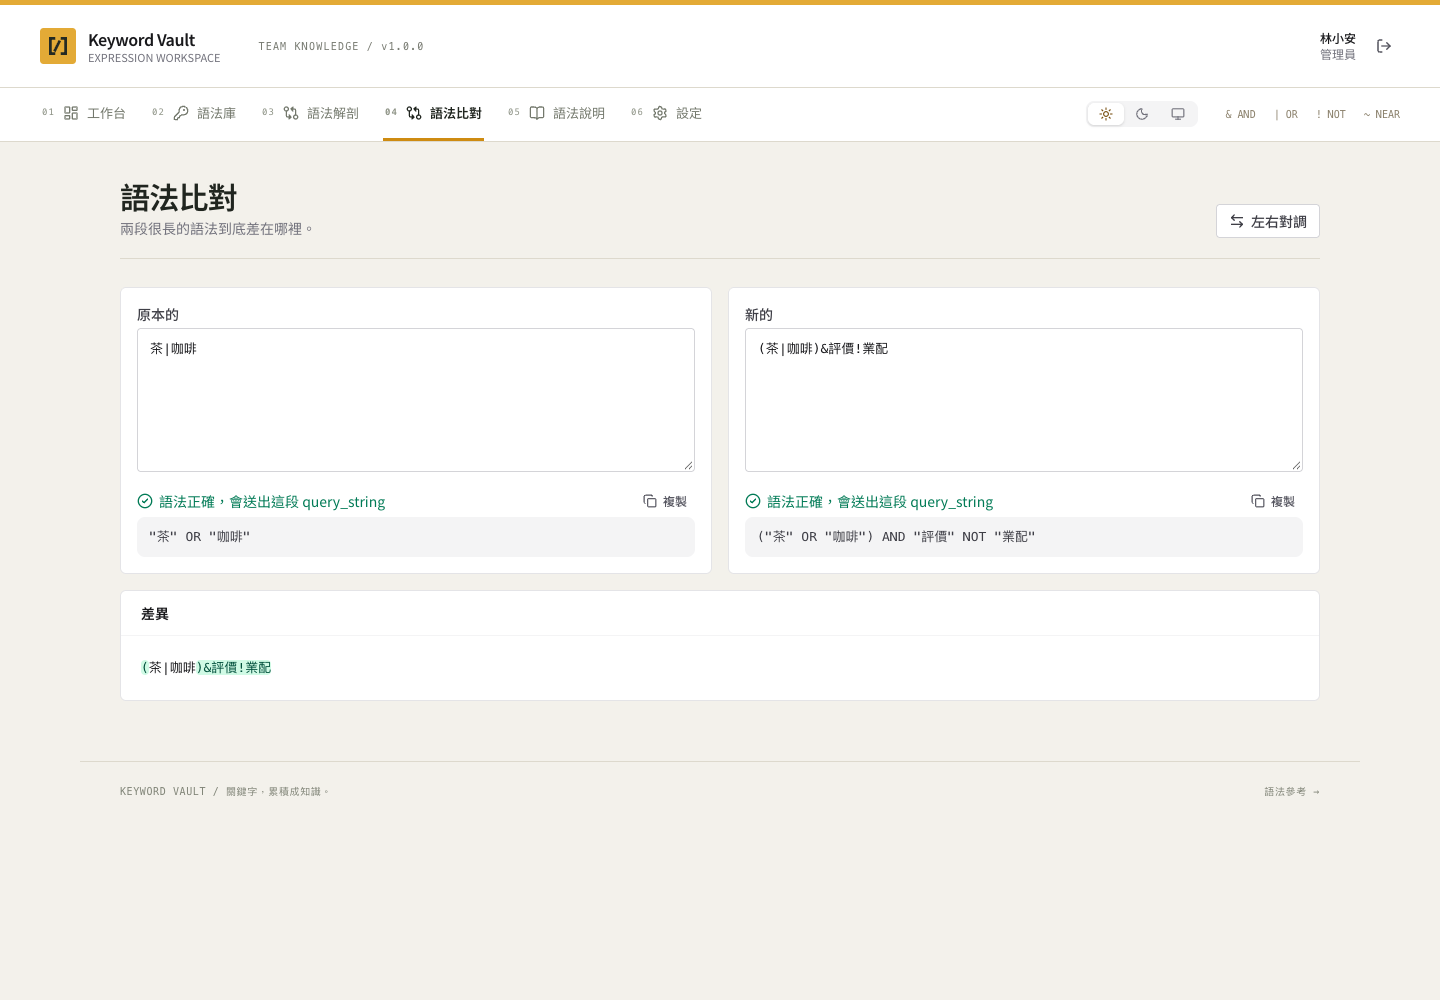 [/]
Keyword Vault
EXPRESSION WORKSPACE
TEAM KNOWLEDGE / v1.0.0
林小安
管理員
01 工作台 02 語法庫 03 語法解剖 04 語法比對 05 語法說明 06 設定
& AND | OR ! NOT ~ NEAR
語法比對
兩段很長的語法到底差在哪裡。
左右對調
原本的
茶|咖啡
語法正確，會送出這段 query_string
複製
"茶" OR "咖啡"
新的
(茶|咖啡)&評價!業配
語法正確，會送出這段 query_string
複製
("茶" OR "咖啡") AND "評價" NOT "業配"
差異
(茶|咖啡)&評價!業配
KEYWORD VAULT / 關鍵字，累積成知識。
語法參考 →